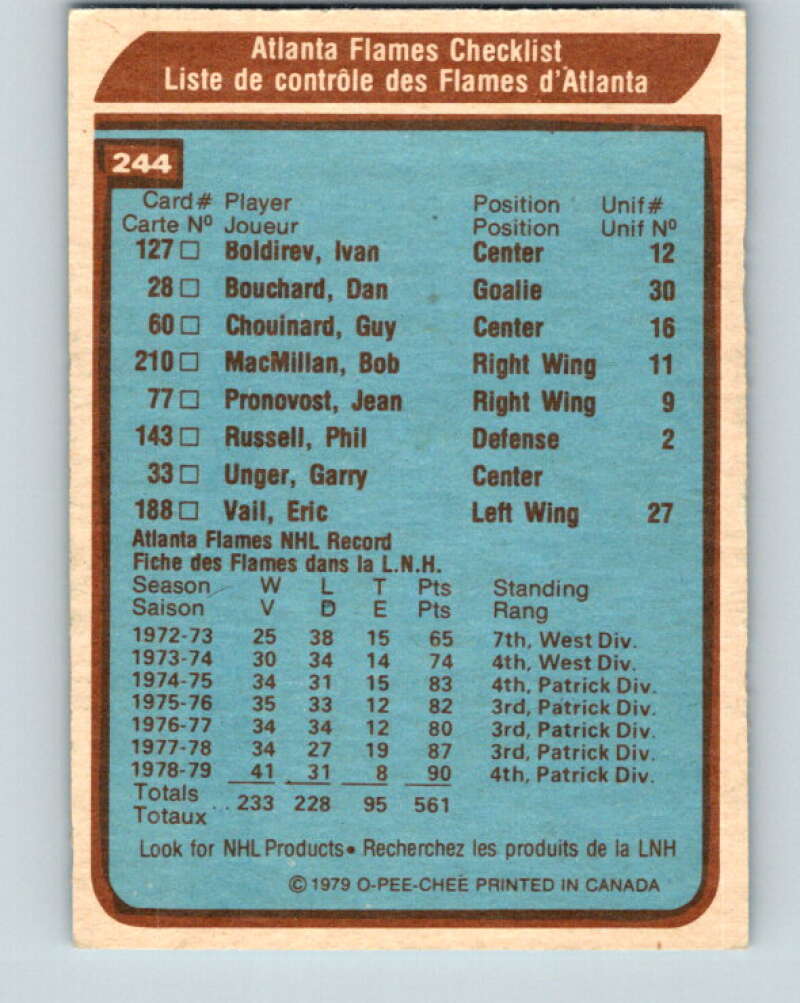 Atlanta Flames Checklist
Liste de contrôle des Flames d'Atlanta
244
Card # Player Position Unif #
Carte Nº Joueur Position Unif Nº
127 □ Boldirev, Ivan Center 12
28 □ Bouchard, Dan Goalie 30
60 □ Chouinard, Guy Center 16
210 □ MacMillan, Bob Right Wing 11
77 □ Pronovost, Jean Right Wing 9
143 □ Russell, Phil Defense 2
33 □ Unger, Garry Center
188 □ Vail, Eric Left Wing 27
Atlanta Flames NHL Record
Fiche des Flames dans la L.N.H.
Season W L T Pts Standing
Saison V D E Pts Rang
1972-73 25 38 15 65 7th, West Div.
1973-74 30 34 14 74 4th, West Div.
1974-75 34 31 15 83 4th, Patrick Div.
1975-76 35 33 12 82 3rd, Patrick Div.
1976-77 34 34 12 80 3rd, Patrick Div.
1977-78 34 27 19 87 3rd, Patrick Div.
1978-79 41 31 8 90 4th, Patrick Div.
Totals
Totaux ... 233 228 95 561
Look for NHL Products • Recherchez les produits de la LNH
© 1979 O-PEE-CHEE PRINTED IN CANADA